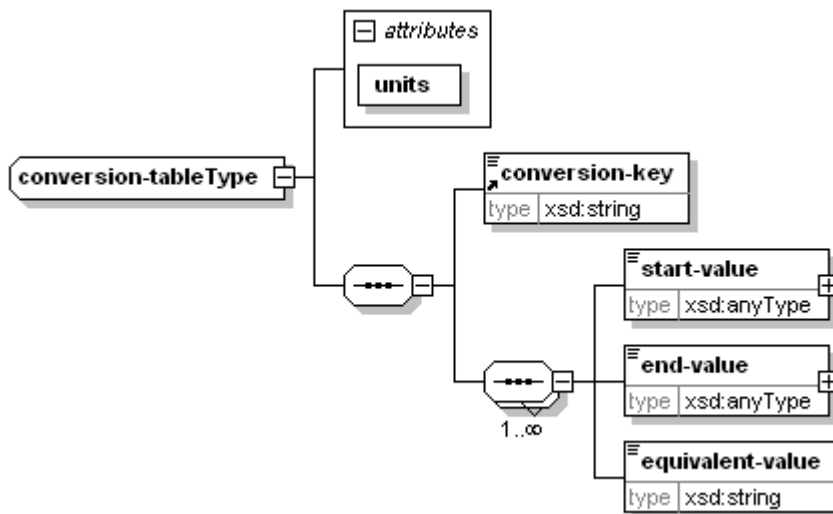 attributes
units
conversion-tableType
conversion-key
type xsd:string
start-value
type xsd:anyType
end-value
type xsd:anyType
1..∞
equivalent-value
type xsd:string